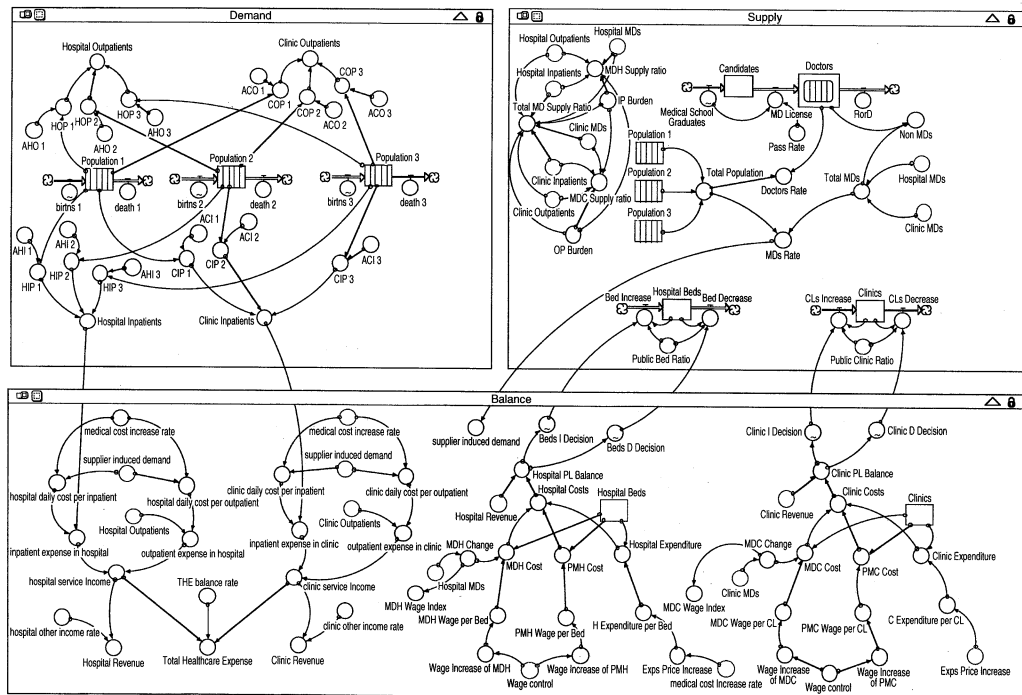 Demand
Hospital Outpatients
Clinic Outpatients
COP 3
ACO 1
COP 1
HOP 3
HOP 2
HOP 1
ACO 2
ACO 3
AHO 3
AHO 1
AHO 2
Population 1
Population 2
Population 3
birtns 1
death 1
birtns 2
death 2
birtns 3
death 3
ACI 1
AHI 1
AHI 2
ACI 2
CIP 2
ACI 3
HIP 1
HIP 2
AHI 3
CIP 1
CIP 3
HIP 3
Hospital Inpatients
Clinic Inpatients
Supply
Hospital MDs
Hospital Outpatients
Hospital Inpatients
MDH Supply ratio
Candidates
Doctors
IP Burden
Total MD Supply Ratio
Medical School
Graduates
MD License
RorD
Non MDs
Clinic MDs
Population 1
Pass Rate
Total Population
Population 2
Clinic Inpatients
Doctors Rate
Total MDs
Hospital MDs
MDC Supply ratio
Clinic Outpatients
Population 3
OP Burden
MDs Rate
Clinic MDs
Bed Increase
Hospital Beds
Bed Decrease
Public Bed Ratio
CLs Increase
Clinics
CLs Decrease
Public Clinic Ratio
Balance
medical cost increase rate
supplier induced demand
hospital daily cost per inpatient
hospital daily cost per outpatient
Hospital Outpatients
inpatient expense in hospital
outpatient expense in hospital
hospital service Income
hospital other income rate
Hospital Revenue
THE balance rate
Total Healthcare Expense
medical cost increase rate
supplier induced demand
clinic daily cost per inpatient
clinic daily cost per outpatient
Clinic Outpatients
inpatient expense in clinic
outpatient expense in clinic
clinic service Income
clinic other income rate
Clinic Revenue
supplier induced demand
Beds I Decision
Beds D Decision
Hospital PL Balance
Hospital Costs
Hospital Beds
Hospital Revenue
MDH Change
MDH Cost
PMH Cost
Hospital Expenditure
Hospital MDs
MDH Wage Index
MDH Wage per Bed
PMH Wage per Bed
H Expenditure per Bed
Wage Increase of MDH
Wage increase of PMH
Wage control
Exps Price Increase
medical cost Increase rate
Clinic I Decision
Clinic D Decision
Clinic PL Balance
Clinic Costs
Clinics
Clinic Revenue
MDC Change
MDC Cost
PMC Cost
Clinic Expenditure
Clinic MDs
MDC Wage Index
MDC Wage per CL
PMC Wage per CL
C Expenditure per CL
Wage Increase
of MDC
Wage Increase
of PMC
Wage control
Exps Price Increase